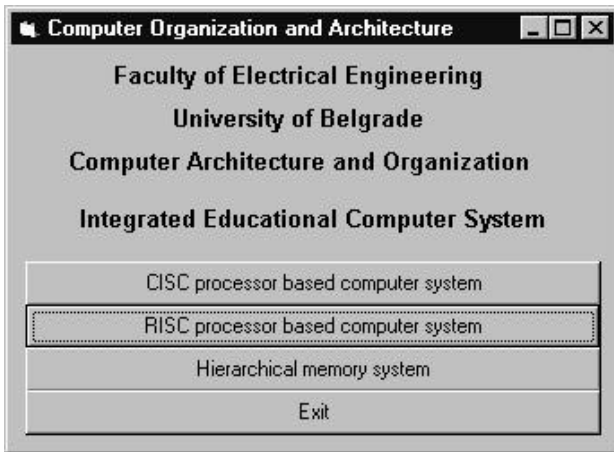 Computer Organization and Architecture
Faculty of Electrical Engineering
University of Belgrade
Computer Architecture and Organization
Integrated Educational Computer System
CISC processor based computer system
RISC processor based computer system
Hierarchical memory system
Exit